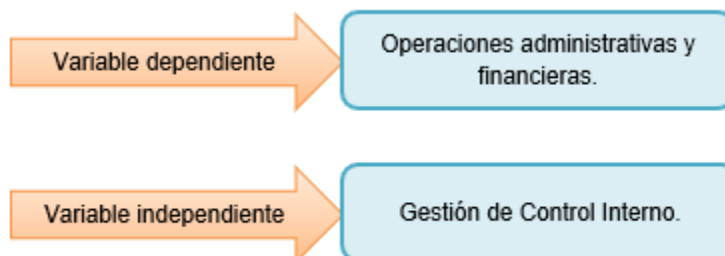 Variable dependiente
Operaciones administrativas y
financieras.
Variable independiente
Gestión de Control Interno.